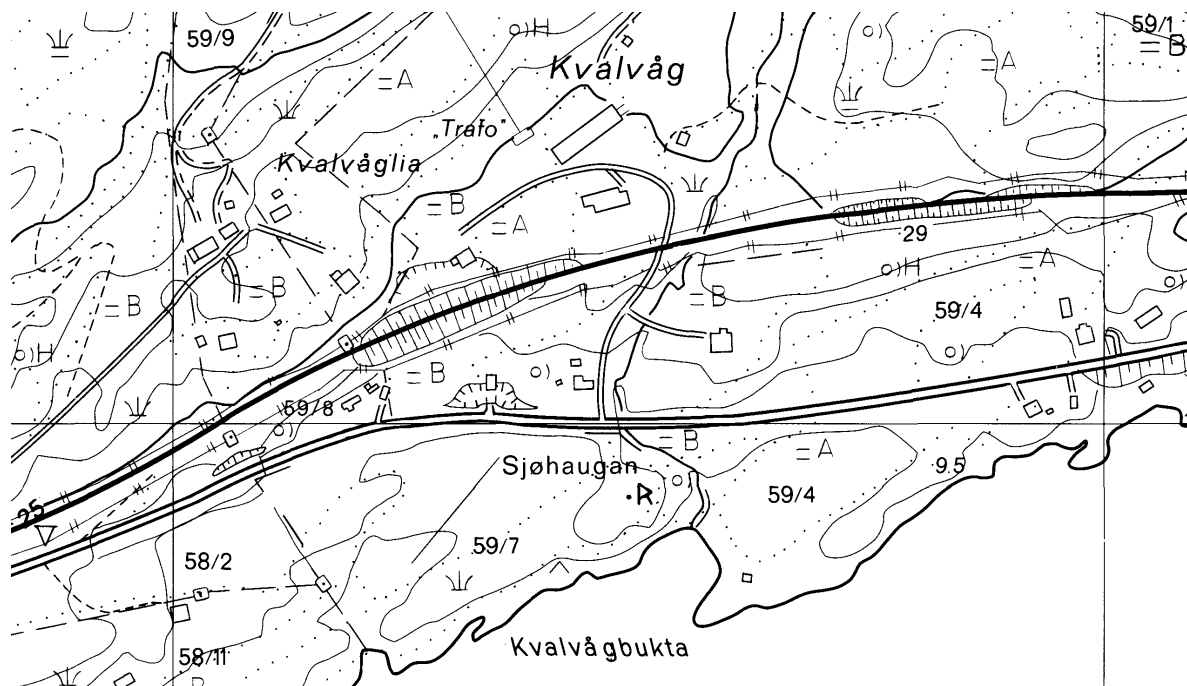 59/9
H
59/1
B
Kvalvåg
A
A
„Trafo"
Kvalvåglia
B
A
29
H
A
B
B
B
59/4
H
B
59/8
B
A
Sjøhaugan
9.5
R
59/4
25
59/7
58/2
Kvalvågbukta
58/11
B